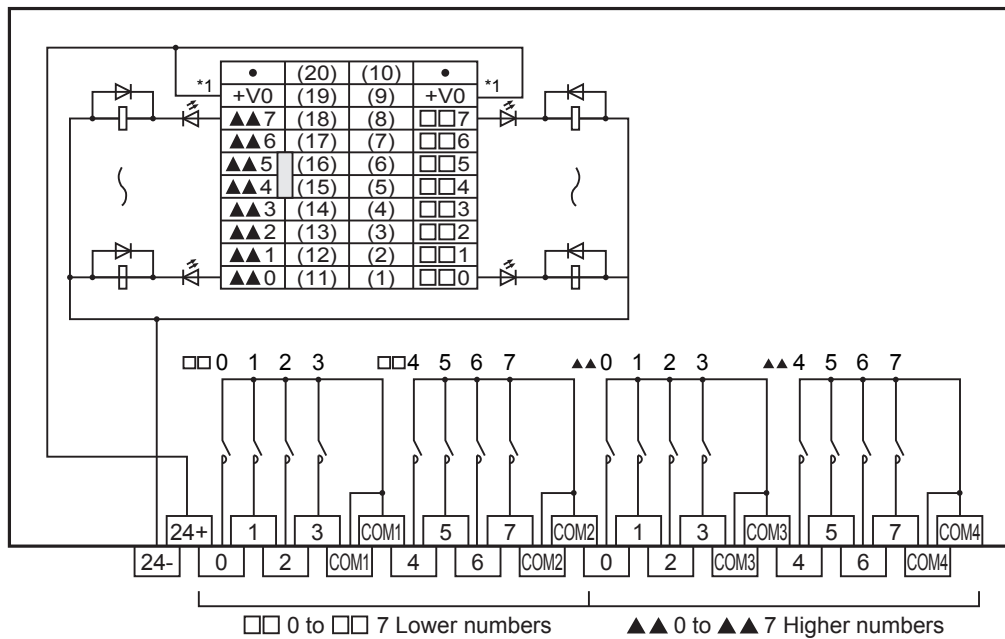 • (20) (10) •
*1 +V0 (19) (9) +V0 *1
▲▲7 (18) (8) □□7
▲▲6 (17) (7) □□6
▲▲5 (16) (6) □□5
▲▲4 (15) (5) □□4
▲▲3 (14) (4) □□3
▲▲2 (13) (3) □□2
▲▲1 (12) (2) □□1
▲▲0 (11) (1) □□0
□□0 1 2 3 □□4 5 6 7 ▲▲0 1 2 3 ▲▲4 5 6 7
24+ 1 3 COM1 5 7 COM2 1 3 COM3 5 7 COM4
24- 0 2 COM1 4 6 COM2 0 2 COM3 4 6 COM4
□□ 0 to □□ 7 Lower numbers ▲▲ 0 to ▲▲ 7 Higher numbers